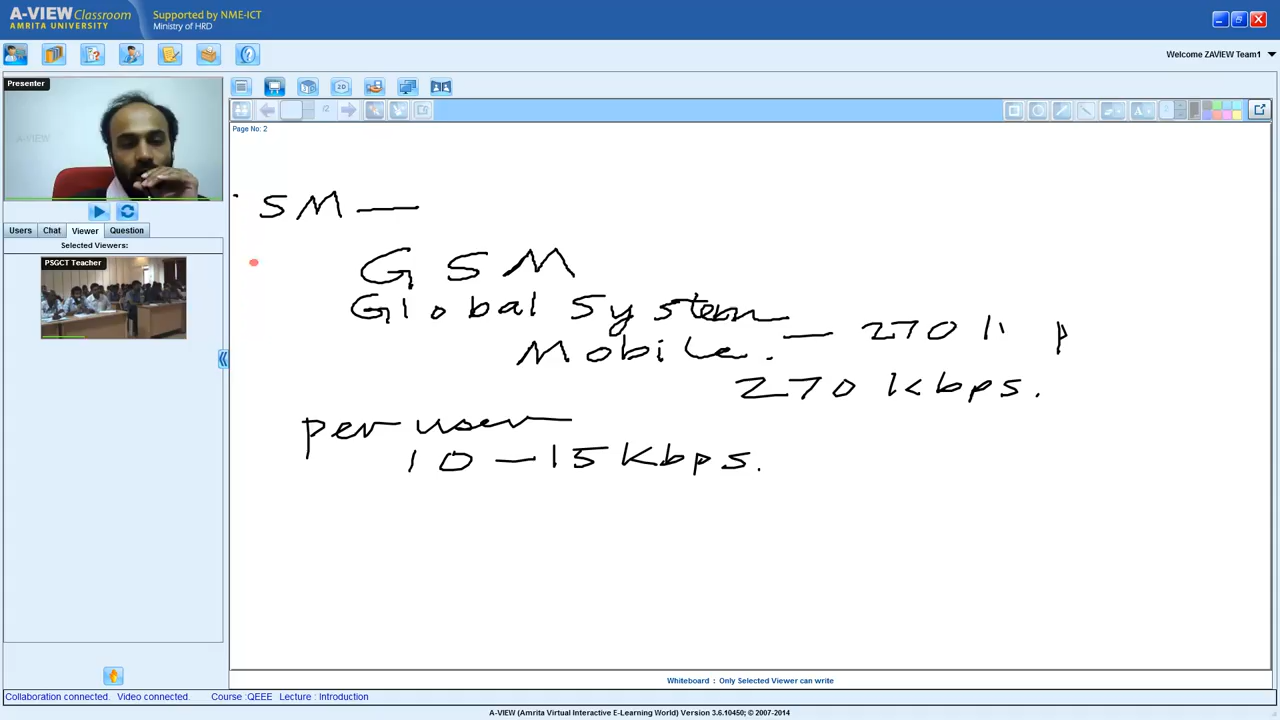 A-VIEW Classroom
AMRITA UNIVERSITY
Supported by NME-ICT
Ministry of HRD
Welcome ZAVIEW Team1
Presenter
A-VIEW
Users Chat Viewer Question
Selected Viewers:
PSGCT Teacher
Page No: 2
SM —
GSM
Global System
Mobile. — 270
270 kbps.
per user
10 – 15 Kbps.
Whiteboard : Only Selected Viewer can write
Collaboration connected. Video connected. Course :QEEE Lecture : Introduction
A-VIEW (Amrita Virtual Interactive E-Learning World) Version 3.6.10450; © 2007-2014